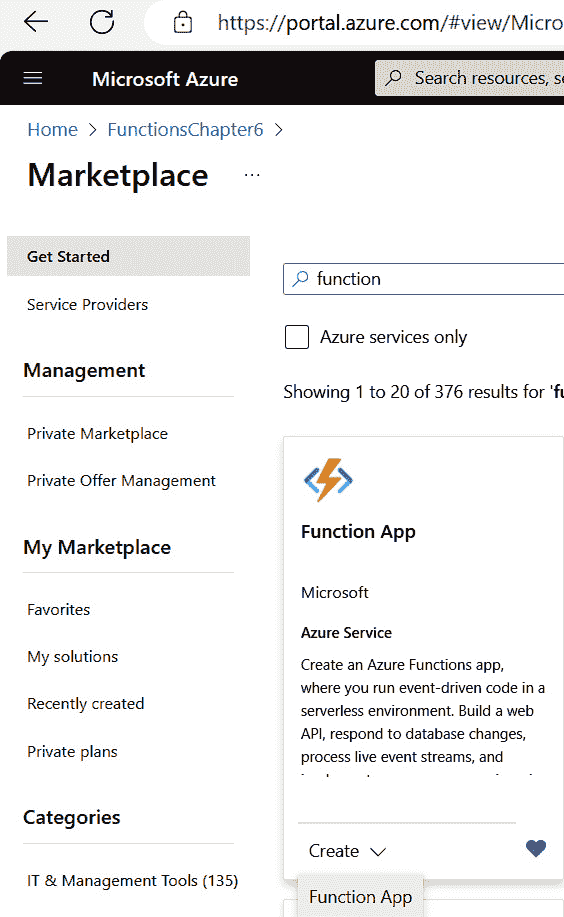 https://portal.azure.com/#view/Micro
Microsoft Azure
Search resources, se
Home > FunctionsChapter6 >
Marketplace ...
Get Started
Service Providers
Management
Private Marketplace
Private Offer Management
My Marketplace
Favorites
My solutions
Recently created
Private plans
Categories
IT & Management Tools (135)
function
Azure services only
Showing 1 to 20 of 376 results for 'fu
Function App
Microsoft
Azure Service
Create an Azure Functions app,
where you run event-driven code in a
serverless environment. Build a web
API, respond to database changes,
process live event streams, and
Create
Function App